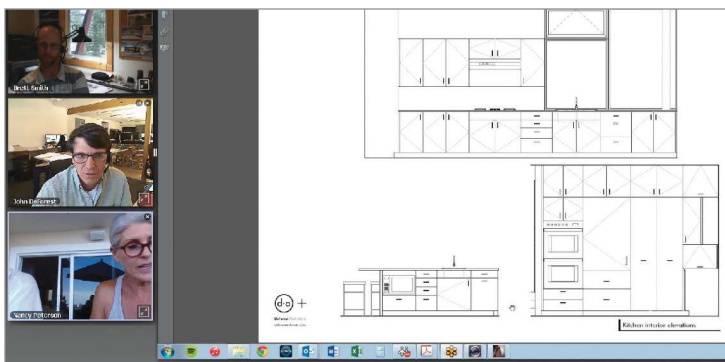 Brett Smith
John DeForest
Nancy Peterson
d a +
Kitchen interior elevations